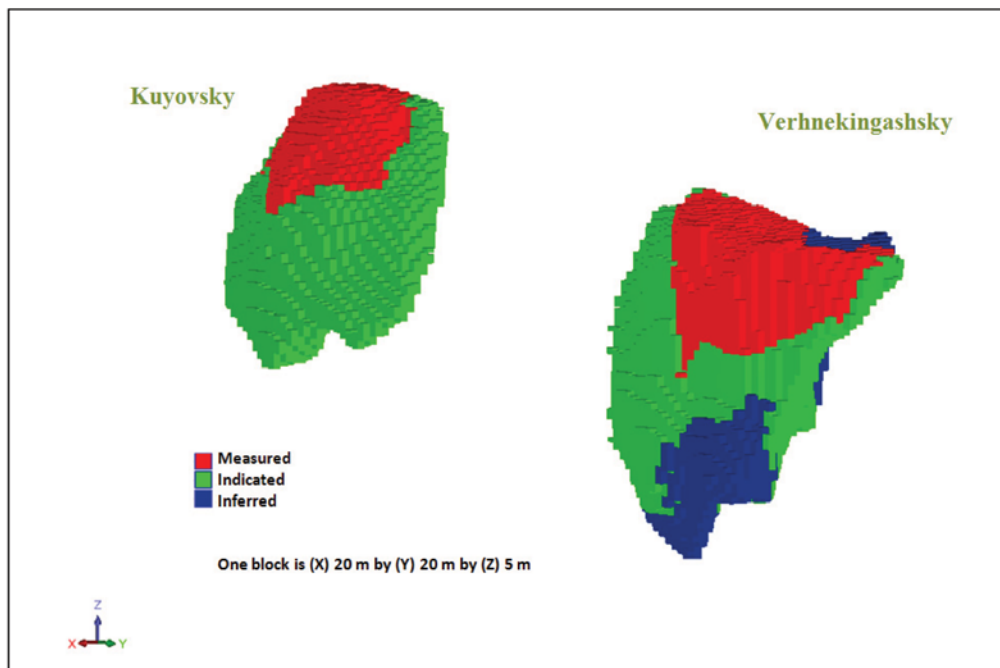 Kuyovsky
Verhnekingashsky
Measured
Indicated
Inferred
One block is (X) 20 m by (Y) 20 m by (Z) 5 m
Z
X Y